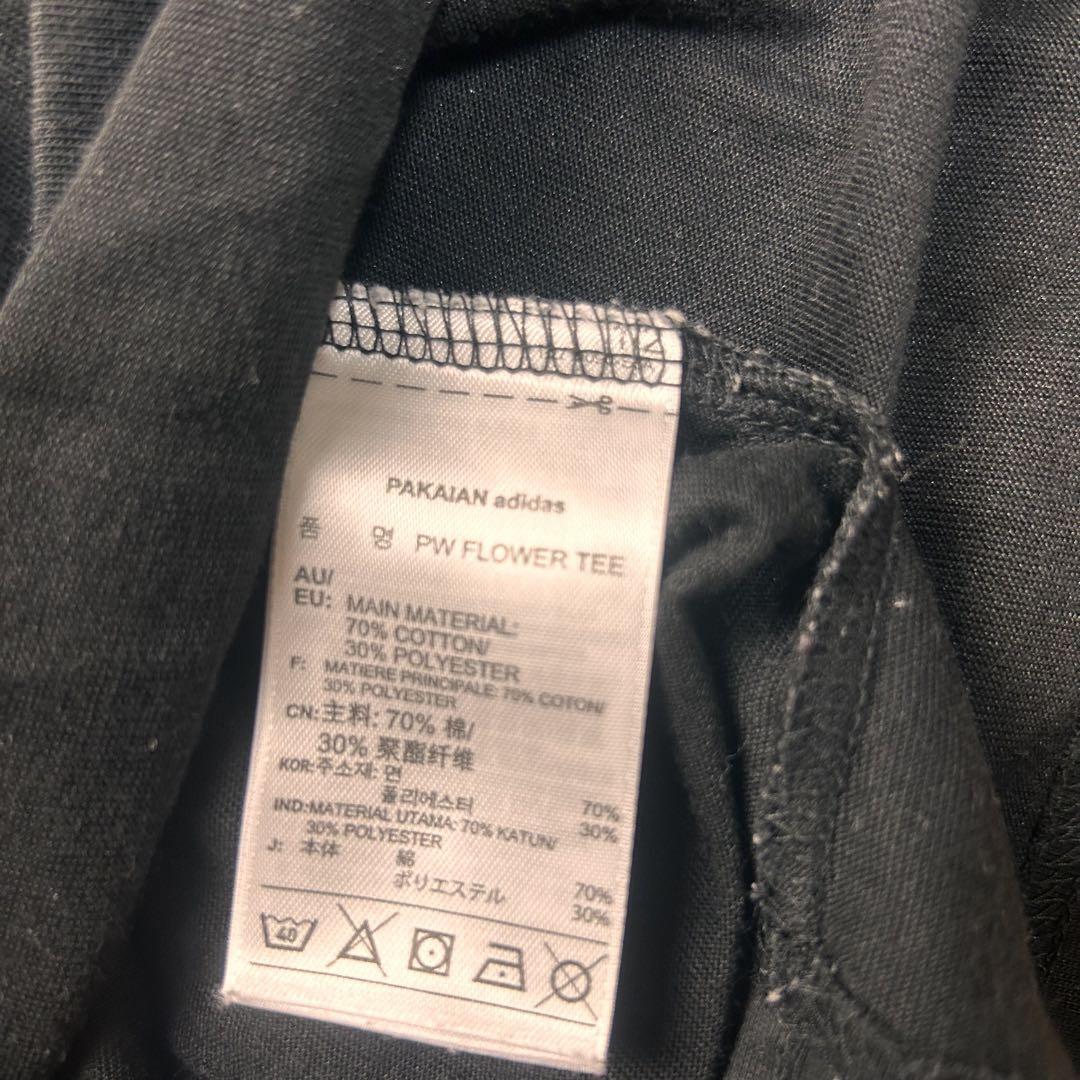 PAKAIAN adidas
품 명 PW FLOWER TEE
AU/
EU: MAIN MATERIAL:
70% COTTON/
30% POLYESTER
F: MATIERE PRINCIPALE: 70% COTON/
30% POLYESTER
CN: 主料: 70% 棉/
30% 聚酯纤维
KOR: 주소재: 면 70%
폴리에스터 30%
IND: MATERIAL UTAMA: 70% KATUN/
30% POLYESTER
J: 本体 綿 70%
ポリエステル 30%
40